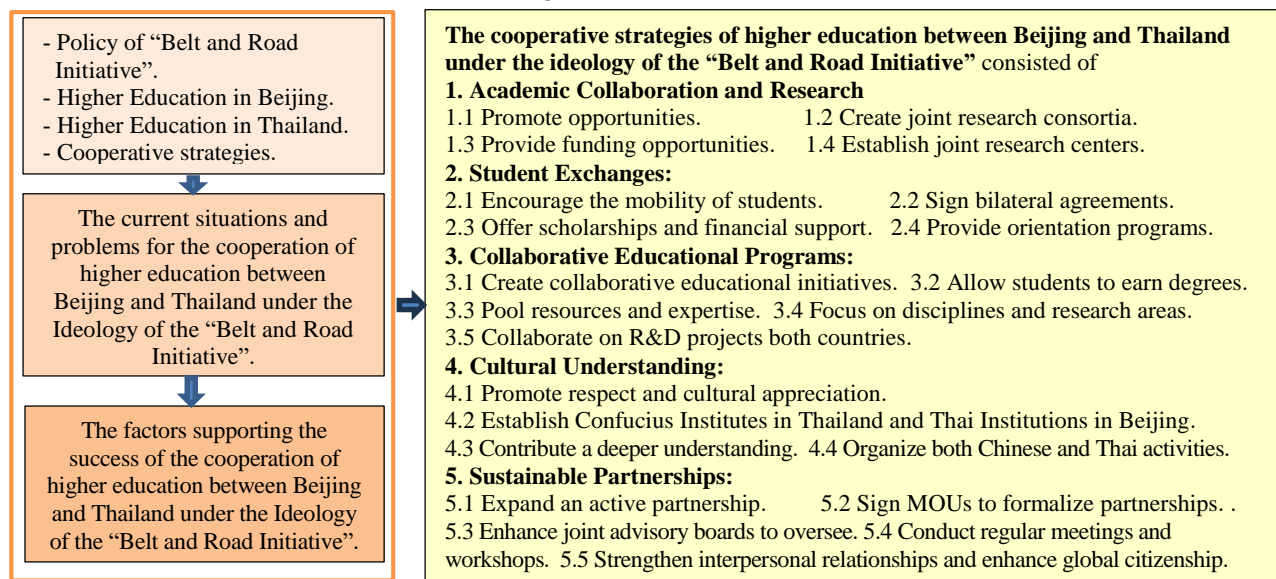 - Policy of “Belt and Road
Initiative”.
- Higher Education in Beijing.
- Higher Education in Thailand.
- Cooperative strategies.
The current situations and
problems for the cooperation of
higher education between
Beijing and Thailand under the
Ideology of the “Belt and Road
Initiative”.
The factors supporting the
success of the cooperation of
higher education between Beijing
and Thailand under the Ideology
of the “Belt and Road Initiative”.
The cooperative strategies of higher education between Beijing and Thailand
under the ideology of the “Belt and Road Initiative” consisted of
1. Academic Collaboration and Research
1.1 Promote opportunities. 1.2 Create joint research consortia.
1.3 Provide funding opportunities. 1.4 Establish joint research centers.
2. Student Exchanges:
2.1 Encourage the mobility of students. 2.2 Sign bilateral agreements.
2.3 Offer scholarships and financial support. 2.4 Provide orientation programs.
3. Collaborative Educational Programs:
3.1 Create collaborative educational initiatives. 3.2 Allow students to earn degrees.
3.3 Pool resources and expertise. 3.4 Focus on disciplines and research areas.
3.5 Collaborate on R&D projects both countries.
4. Cultural Understanding:
4.1 Promote respect and cultural appreciation.
4.2 Establish Confucius Institutes in Thailand and Thai Institutions in Beijing.
4.3 Contribute a deeper understanding. 4.4 Organize both Chinese and Thai activities.
5. Sustainable Partnerships:
5.1 Expand an active partnership. 5.2 Sign MOUs to formalize partnerships. .
5.3 Enhance joint advisory boards to oversee. 5.4 Conduct regular meetings and
workshops. 5.5 Strengthen interpersonal relationships and enhance global citizenship.